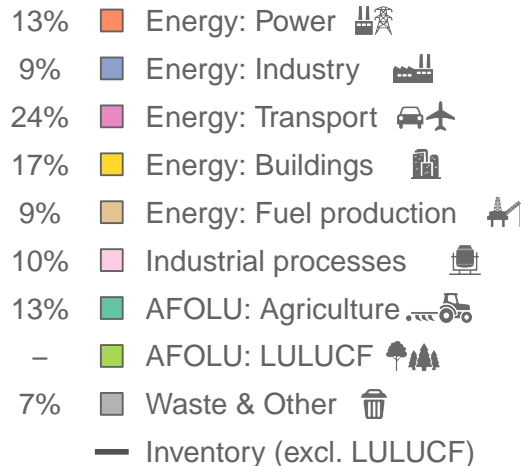 13% Energy: Power
9% Energy: Industry
24% Energy: Transport
17% Energy: Buildings
9% Energy: Fuel production
10% Industrial processes
13% AFOLU: Agriculture
– AFOLU: LULUCF
7% Waste & Other
Inventory (excl. LULUCF)